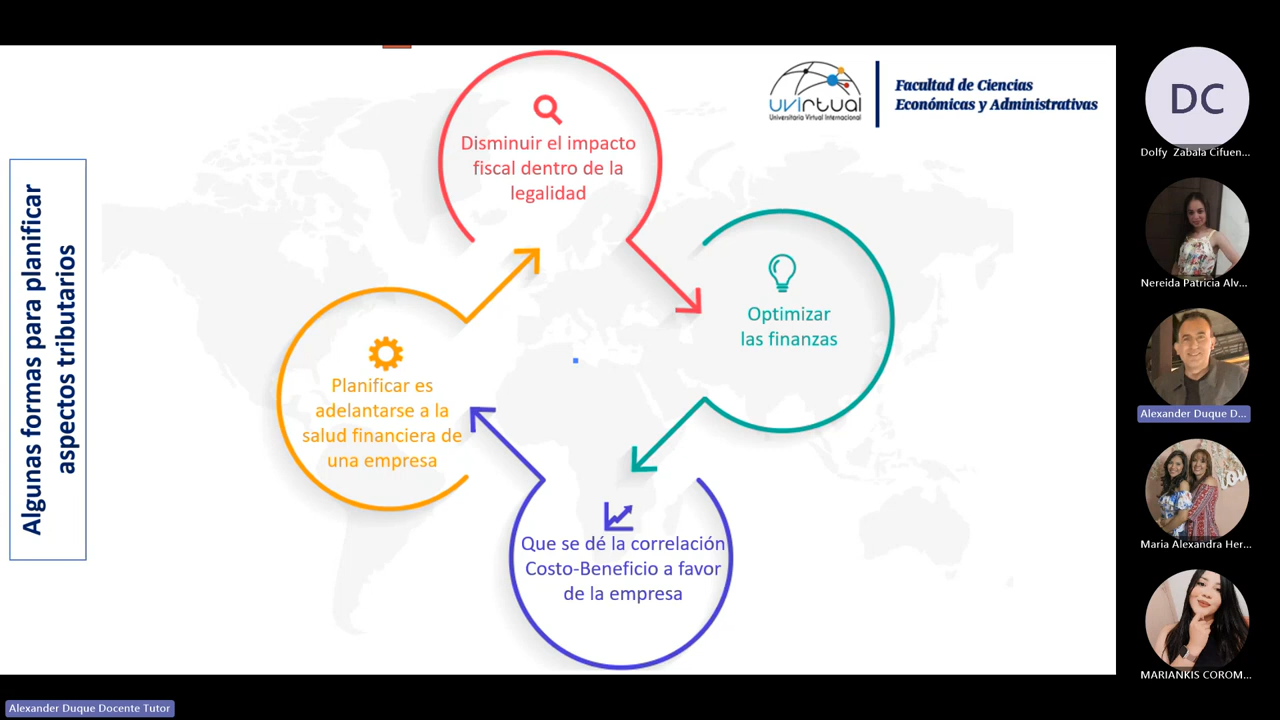 Algunas formas para planificar
aspectos tributarios
Disminuir el impacto
fiscal dentro de la
legalidad
Optimizar
las finanzas
Que se dé la correlación
Costo-Beneficio a favor
de la empresa
Planificar es
adelantarse a la
salud financiera de
una empresa
uvirtual
Universitaria Virtual Internacional
Facultad de Ciencias
Económicas y Administrativas
DC
Dolfy Zabala Cifuen...
Nereida Patricia Alv...
Alexander Duque D...
Maria Alexandra Her...
MARIANKIS COROM...
Alexander Duque Docente Tutor